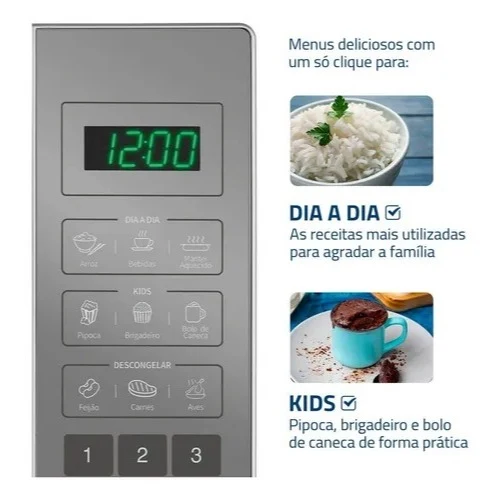 12:00
DIA A DIA
Arroz
Bebidas
Manter
Aquecido
KIDS
Pipoca
Brigadeiro
Bolo de
Caneca
DESCONGELAR
Feijão
Carnes
Aves
1
2
3
Menus deliciosos com
um só clique para:
DIA A DIA
As receitas mais utilizadas
para agradar a família
KIDS
Pipoca, brigadeiro e bolo
de caneca de forma prática